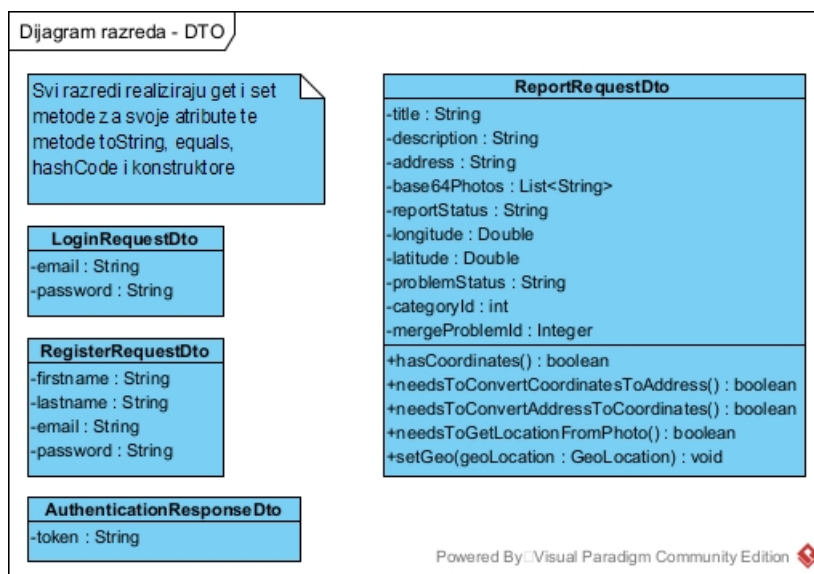 Dijagram razreda - DTO
Svi razredi realiziraju get i set
metode za svoje atribute te
metode toString, equals,
hashCode i konstruktore
LoginRequestDto
-email : String
-password : String
RegisterRequestDto
-firstname : String
-lastname : String
-email : String
-password : String
AuthenticationResponseDto
-token : String
ReportRequestDto
-title : String
-description : String
-address : String
-base64Photos : List<String>
-reportStatus : String
-longitude : Double
-latitude : Double
-problemStatus : String
-categoryId : int
-mergeProblemId : Integer
+hasCoordinates() : boolean
+needsToConvertCoordinatesToAddress() : boolean
+needsToConvertAddressToCoordinates() : boolean
+needsToGetLocationFromPhoto() : boolean
+setGeo(geoLocation : GeoLocation) : void
Powered By Visual Paradigm Community Edition